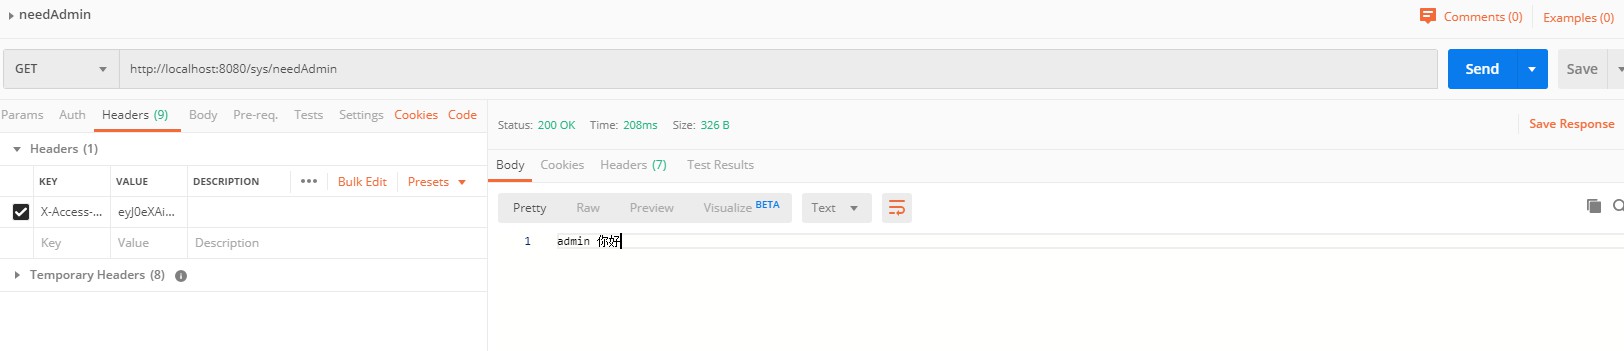 needAdmin
Comments (0)
Examples (0)
GET
http://localhost:8080/sys/needAdmin
Send
Save
Params Auth Headers (9) Body Pre-req. Tests Settings Cookies Code
Headers (1)
KEY VALUE DESCRIPTION ••• Bulk Edit Presets
X-Access-... eyJ0eXAi...
Key Value Description
Temporary Headers (8)
Status: 200 OK Time: 208ms Size: 326 B
Save Response
Body Cookies Headers (7) Test Results
Pretty Raw Preview Visualize BETA Text
1 admin 你好